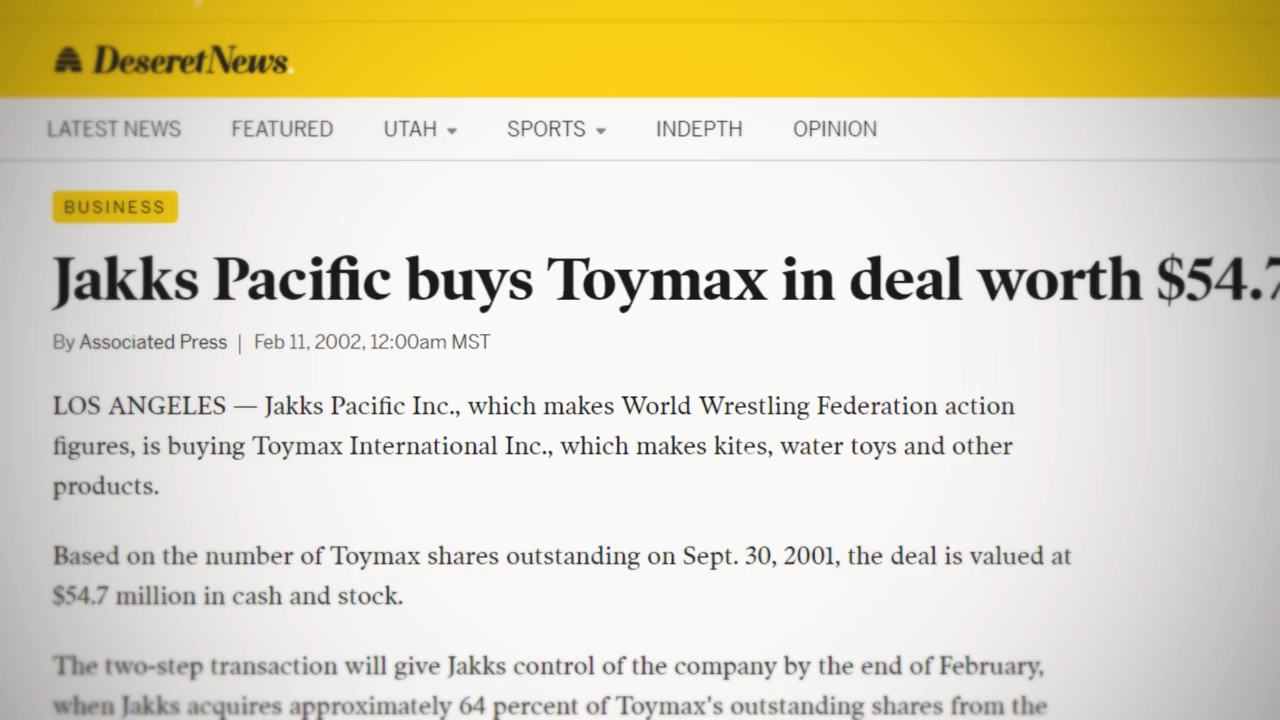 DeseretNews.
LATEST NEWS FEATURED UTAH SPORTS INDEPTH OPINION
BUSINESS
Jakks Pacific buys Toymax in deal worth $54.7
By Associated Press | Feb 11, 2002, 12:00am MST
LOS ANGELES — Jakks Pacific Inc., which makes World Wrestling Federation action
figures, is buying Toymax International Inc., which makes kites, water toys and other
products.
Based on the number of Toymax shares outstanding on Sept. 30, 2001, the deal is valued at
$54.7 million in cash and stock.
The two-step transaction will give Jakks control of the company by the end of February,
when Jakks acquires approximately 64 percent of Toymax's outstanding shares from the